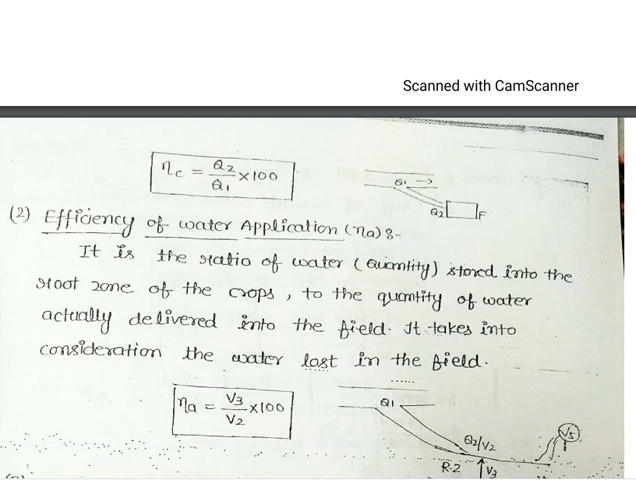 Scanned with CamScanner
ηc = Q2/Q1 × 100
Q1 →
Q2 F
(2) Efficiency of water Application (ηa) :-
It is the ratio of water (Quantity) stored into the
root zone of the crops, to the quantity of water
actually delivered into the field. It takes into
consideration the water lost in the field.
ηa = V3/V2 × 100
Q1
Q2/V2
V5
R.Z V3